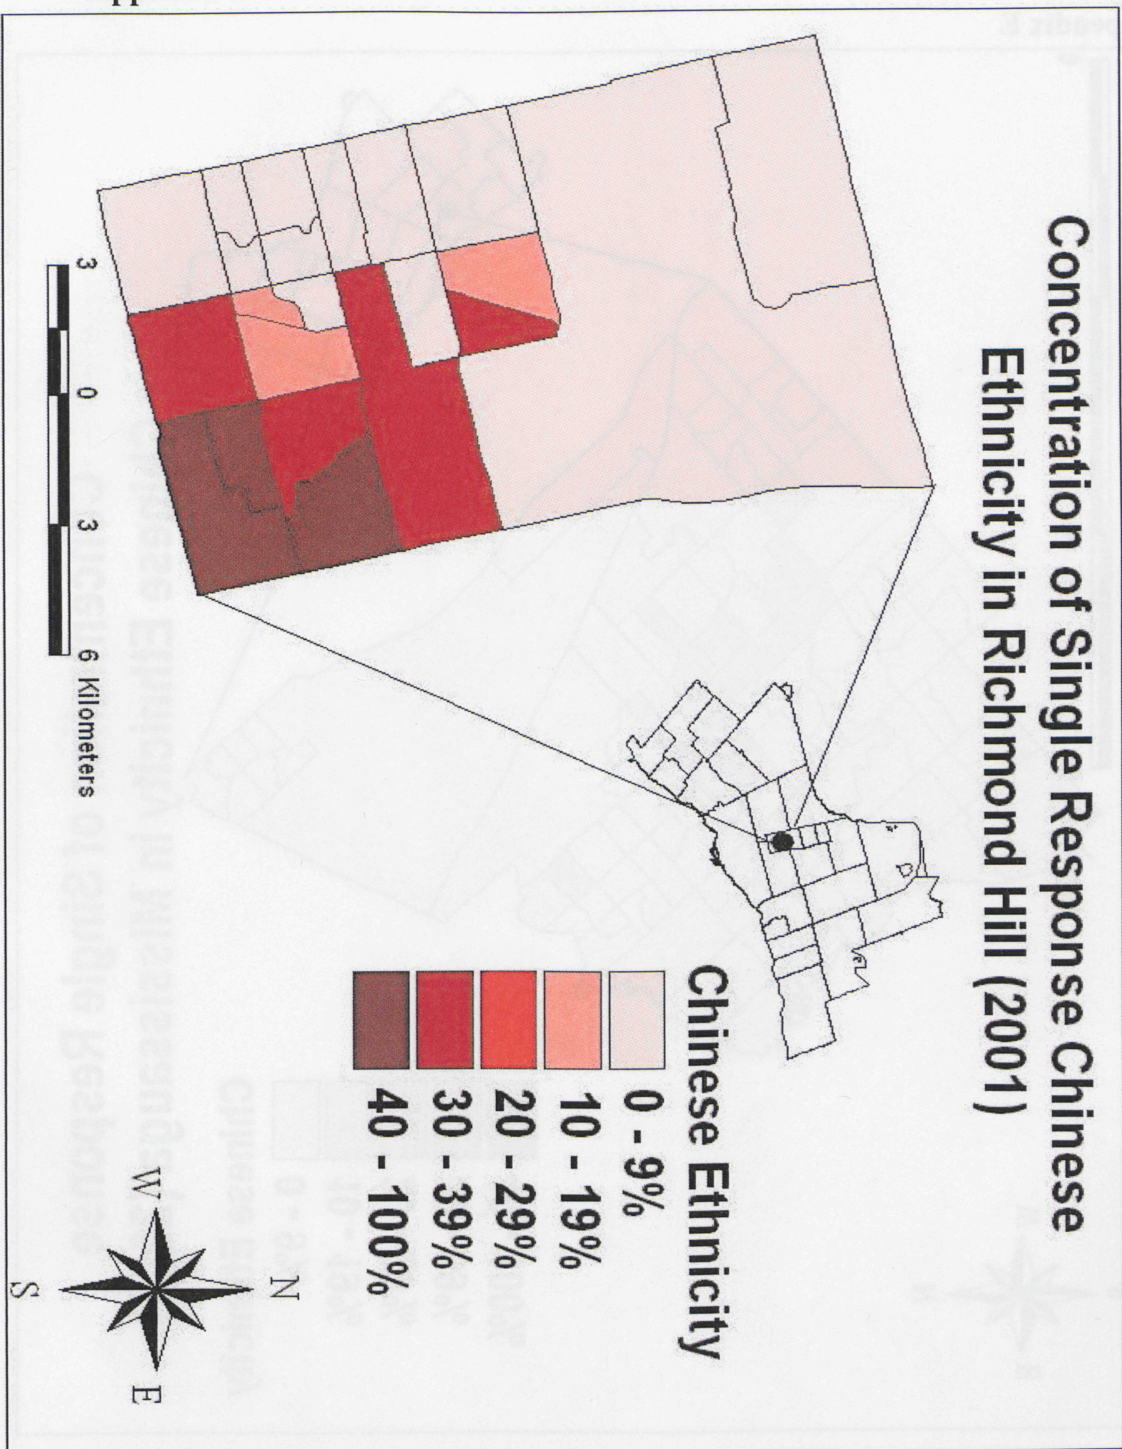 Concentration of Single Response Chinese
Ethnicity in Richmond Hill (2001)
Chinese Ethnicity
0 - 9%
10 - 19%
20 - 29%
30 - 39%
40 - 100%
3 0 3 6 Kilometers
N
W E
S